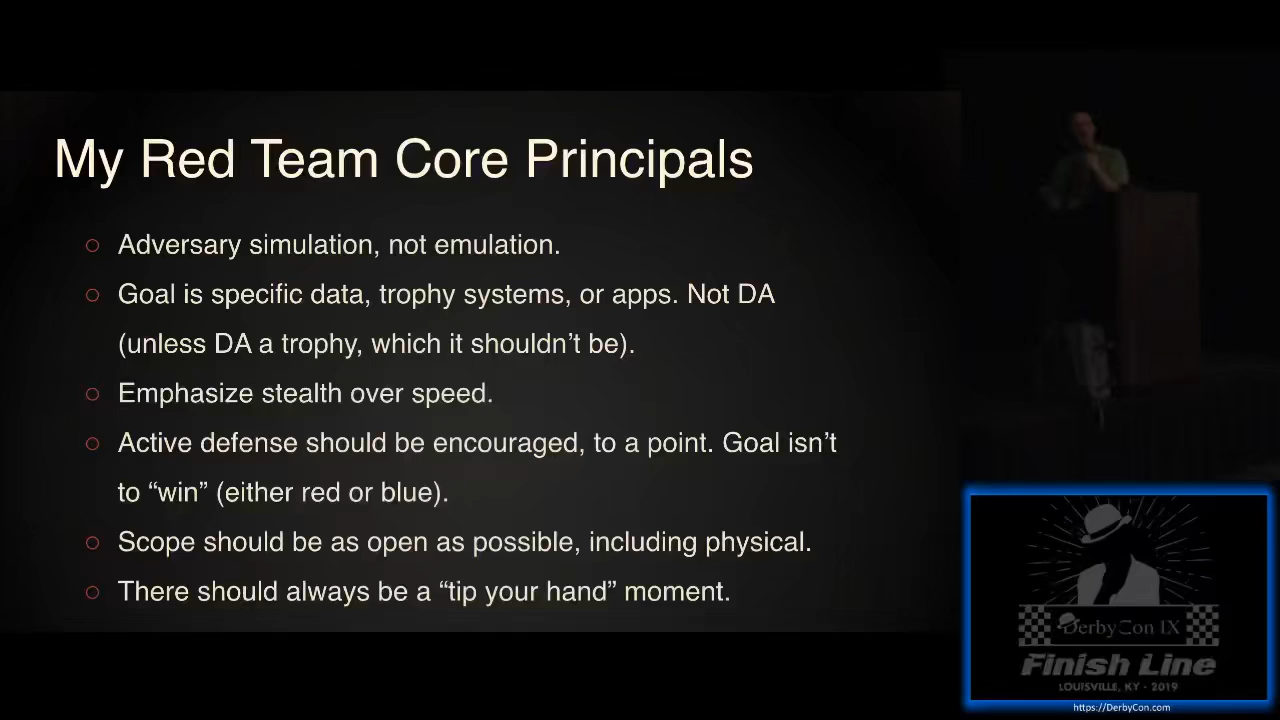 My Red Team Core Principals
○ Adversary simulation, not emulation.
○ Goal is specific data, trophy systems, or apps. Not DA
(unless DA a trophy, which it shouldn’t be).
○ Emphasize stealth over speed.
○ Active defense should be encouraged, to a point. Goal isn’t
to “win” (either red or blue).
○ Scope should be as open as possible, including physical.
○ There should always be a “tip your hand” moment.
DerbyCon IX
Finish Line
LOUISVILLE, KY - 2019
https://DerbyCon.com